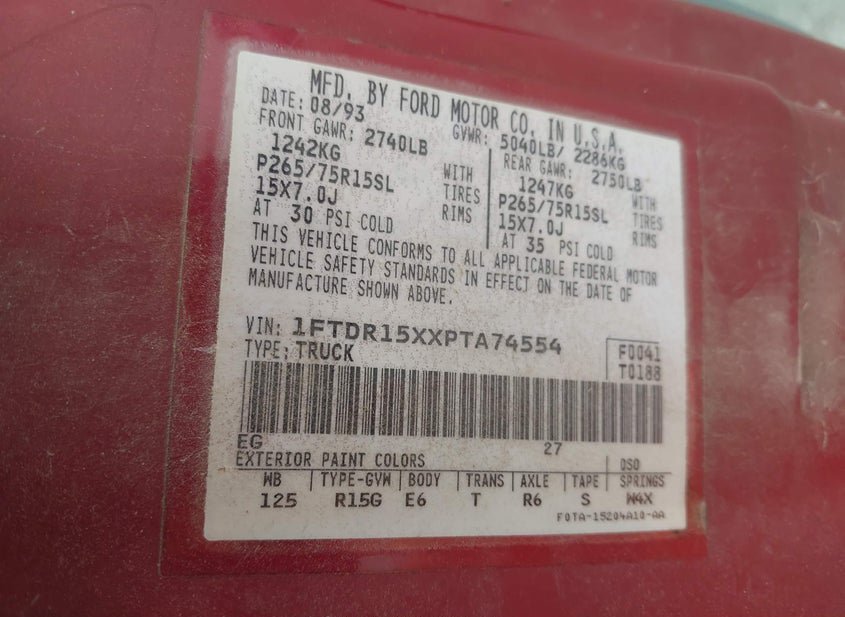 MFD. BY FORD MOTOR CO. IN U.S.A.
DATE: 08/93 GVWR: 5040LB/ 2286KG
FRONT GAWR: 2740LB REAR GAWR: 2750LB
1242KG WITH 1247KG WITH
P265/75R15SL TIRES P265/75R15SL TIRES
15X7.0J RIMS 15X7.0J RIMS
AT 30 PSI COLD AT 35 PSI COLD
THIS VEHICLE CONFORMS TO ALL APPLICABLE FEDERAL MOTOR
VEHICLE SAFETY STANDARDS IN EFFECT ON THE DATE OF
MANUFACTURE SHOWN ABOVE.
VIN: 1FTDR15XXPTA74554 F0041
TYPE: TRUCK T0188
EG 27
EXTERIOR PAINT COLORS DSO
WB TYPE-GVW BODY TRANS AXLE TAPE SPRINGS
125 R15G E6 T R6 S W4X
F0TA-15204A10-AA